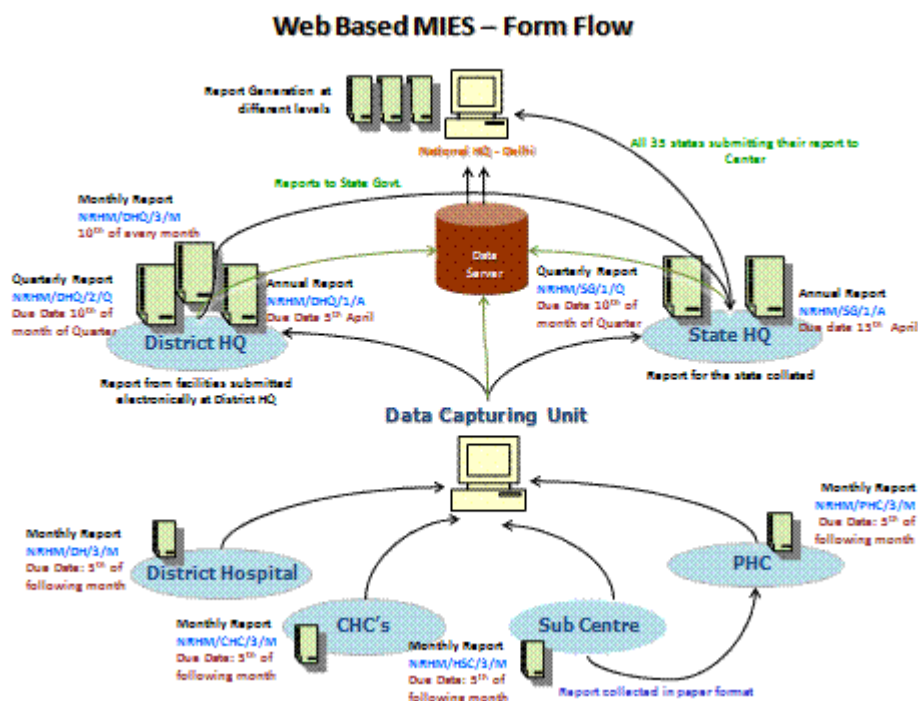 Web Based MIES – Form Flow
Report Generation at
different levels
National HQ - Delhi
All 35 states submitting their report to
Center
Reports to State Govt.
Monthly Report
NRHM/DHQ/3/M
10th of every month
Quarterly Report
NRHM/DHQ/2/Q
Due Date 10th of
month of Quarter
Annual Report
NRHM/DHQ/1/A
Due Date 5th April
District HQ
Report from facilities submitted
electronically at District HQ
Data
Server
Quarterly Report
NRHM/SG/1/Q
Due Date 10th of
month of Quarter
Annual Report
NRHM/SG/1/A
Due date 15th April
State HQ
Report for the state collated
Data Capturing Unit
Monthly Report
NRHM/DH/3/M
Due Date: 5th of
following month
District Hospital
Monthly Report
NRHM/CHC/3/M
Due Date: 5th of
following month
CHC's
Monthly Report
NRHM/HSC/3/M
Due Date: 5th of
following month
Sub Centre
Monthly Report
NRHM/PHC/3/M
Due Date: 5th of
following month
PHC
Report collected in paper format